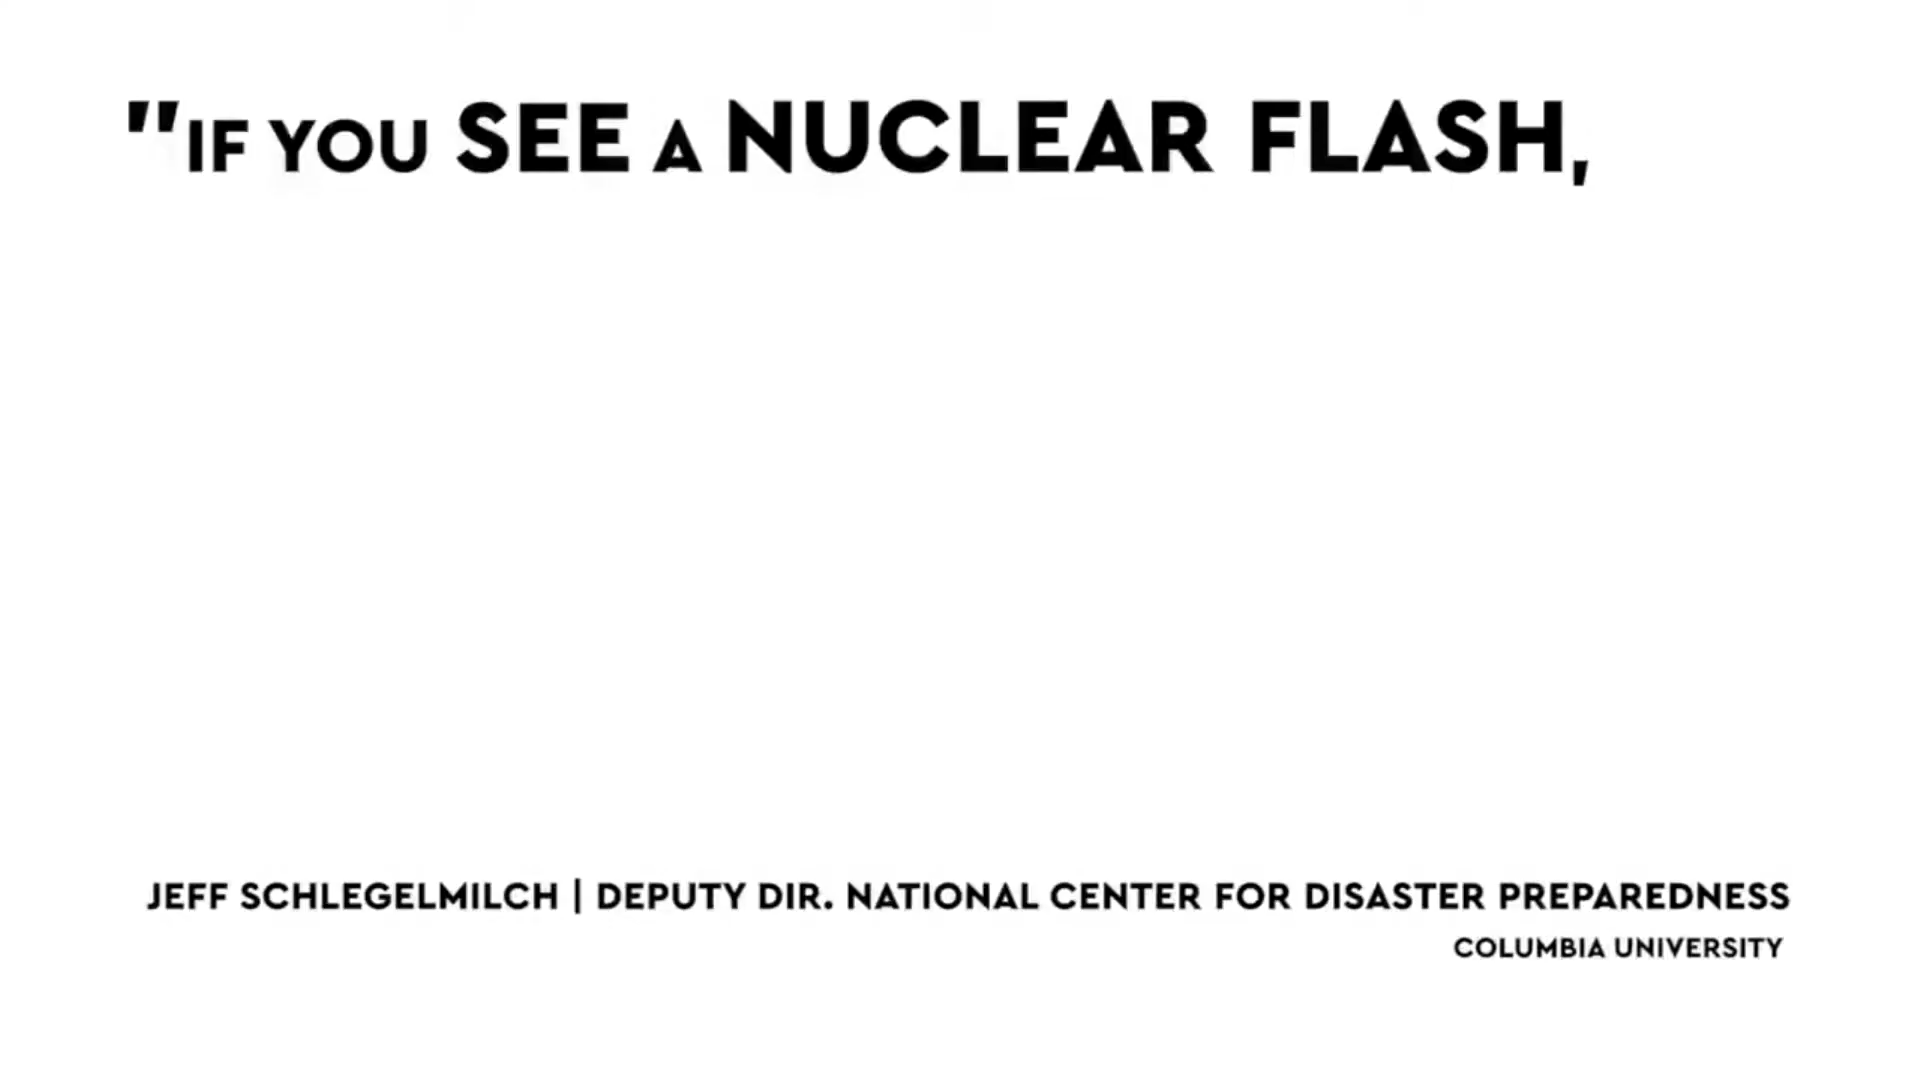 "IF YOU SEE A NUCLEAR FLASH,
JEFF SCHLEGELMILCH | DEPUTY DIR. NATIONAL CENTER FOR DISASTER PREPAREDNESS
COLUMBIA UNIVERSITY